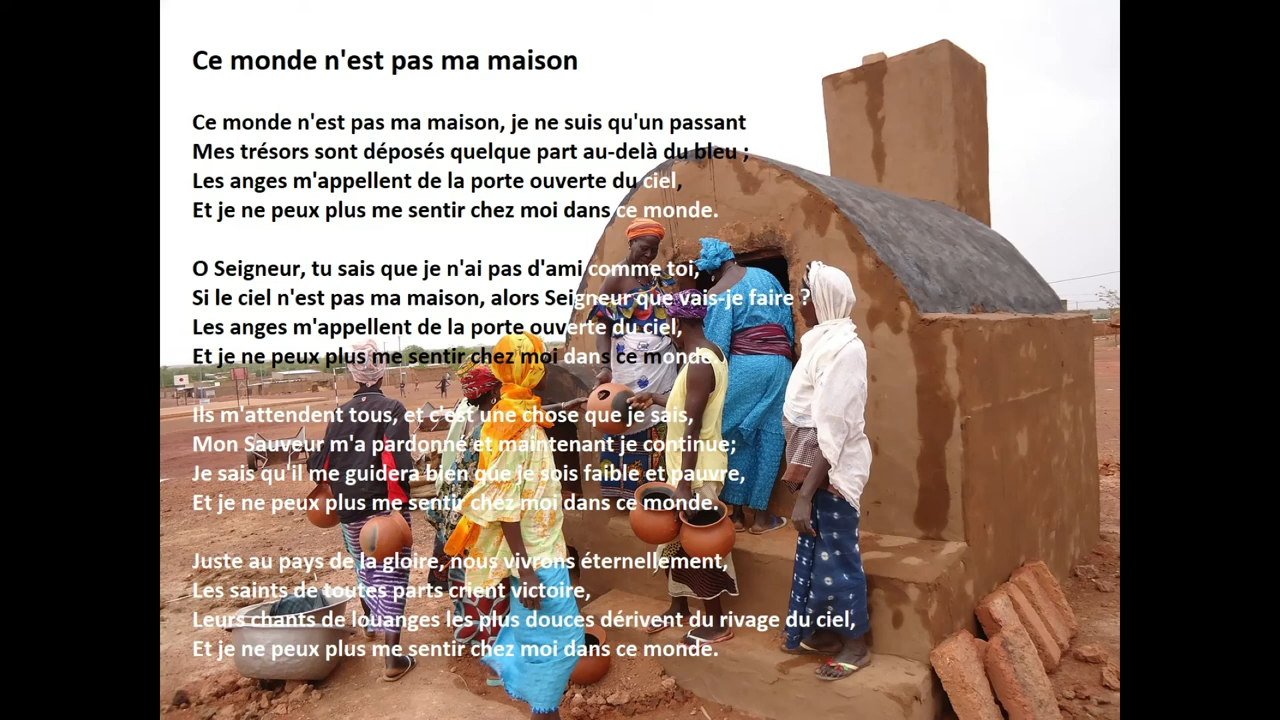 Ce monde n'est pas ma maison
Ce monde n'est pas ma maison, je ne suis qu'un passant
Mes trésors sont déposés quelque part au-delà du bleu ;
Les anges m'appellent de la porte ouverte du ciel,
Et je ne peux plus me sentir chez moi dans ce monde.
O Seigneur, tu sais que je n'ai pas d'ami comme toi,
Si le ciel n'est pas ma maison, alors Seigneur que vais-je faire ?
Les anges m'appellent de la porte ouverte du ciel,
Et je ne peux plus me sentir chez moi dans ce monde
Ils m'attendent tous, et c'est une chose que je sais,
Mon Sauveur m'a pardonné et maintenant je continue;
Je sais qu'il me guidera bien que je sois faible et pauvre,
Et je ne peux plus me sentir chez moi dans ce monde.
Juste au pays de la gloire, nous vivrons éternellement,
Les saints de toutes parts crient victoire,
Leurs chants de louanges les plus douces dérivent du rivage du ciel,
Et je ne peux plus me sentir chez moi dans ce monde.